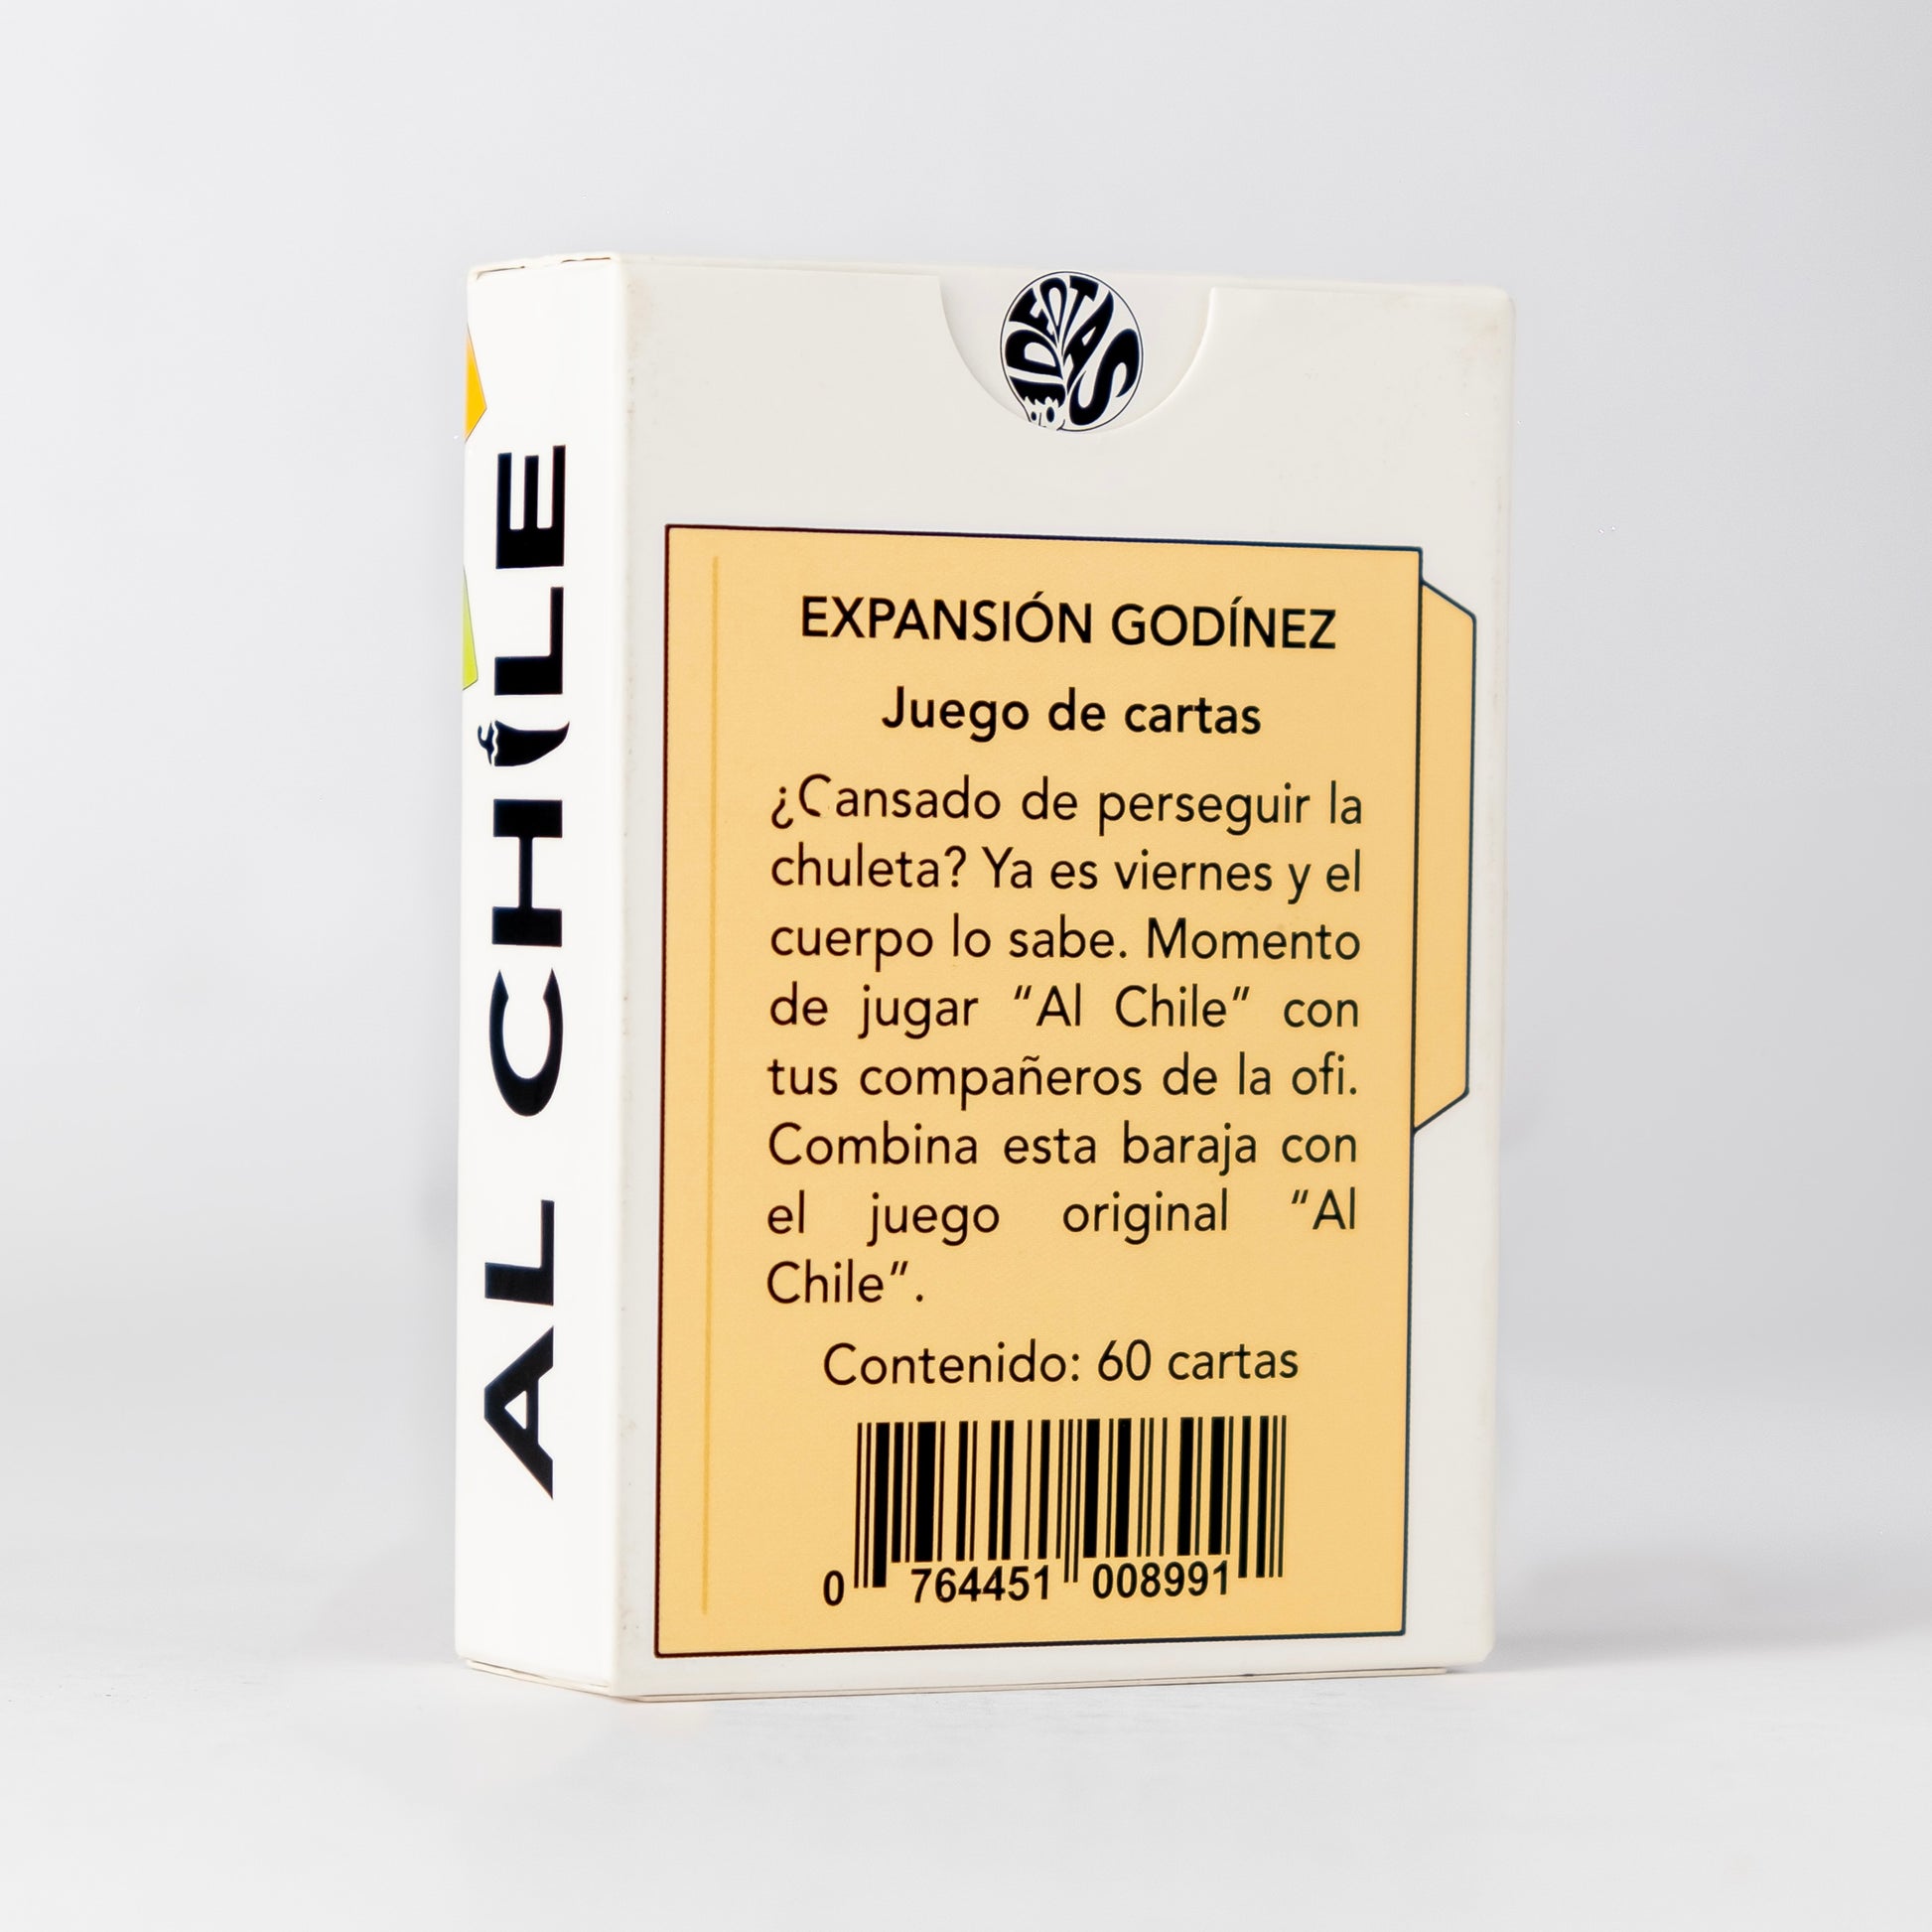 IDEOTAS
AL CHILE
EXPANSIÓN GODÍNEZ
Juego de cartas
¿Cansado de perseguir la
chuleta? Ya es viernes y el
cuerpo lo sabe. Momento
de jugar “Al Chile” con
tus compañeros de la ofi.
Combina esta baraja con
el juego original “Al
Chile”.
Contenido: 60 cartas
0 764451 008991